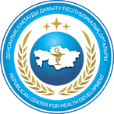 ДЕНСАУЛЫҚ САҚТАУДЫ ДАМЫТУ РЕСПУБЛИКАЛЫҚ ОРТАЛЫҒЫ
REPUBLICAN CENTER FOR HEALTH DEVELOPMENT